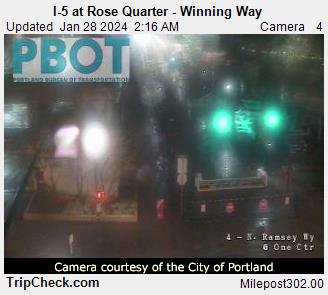 I-5 at Rose Quarter - Winning Way
Updated Jan 28 2024 2:16 AM Camera 4
PBOT
PORTLAND BUREAU OF TRANSPORTATION
4 - N. Ramsey Wy
@ One Ctr
Camera courtesy of the City of Portland
TripCheck.com Milepost302.00